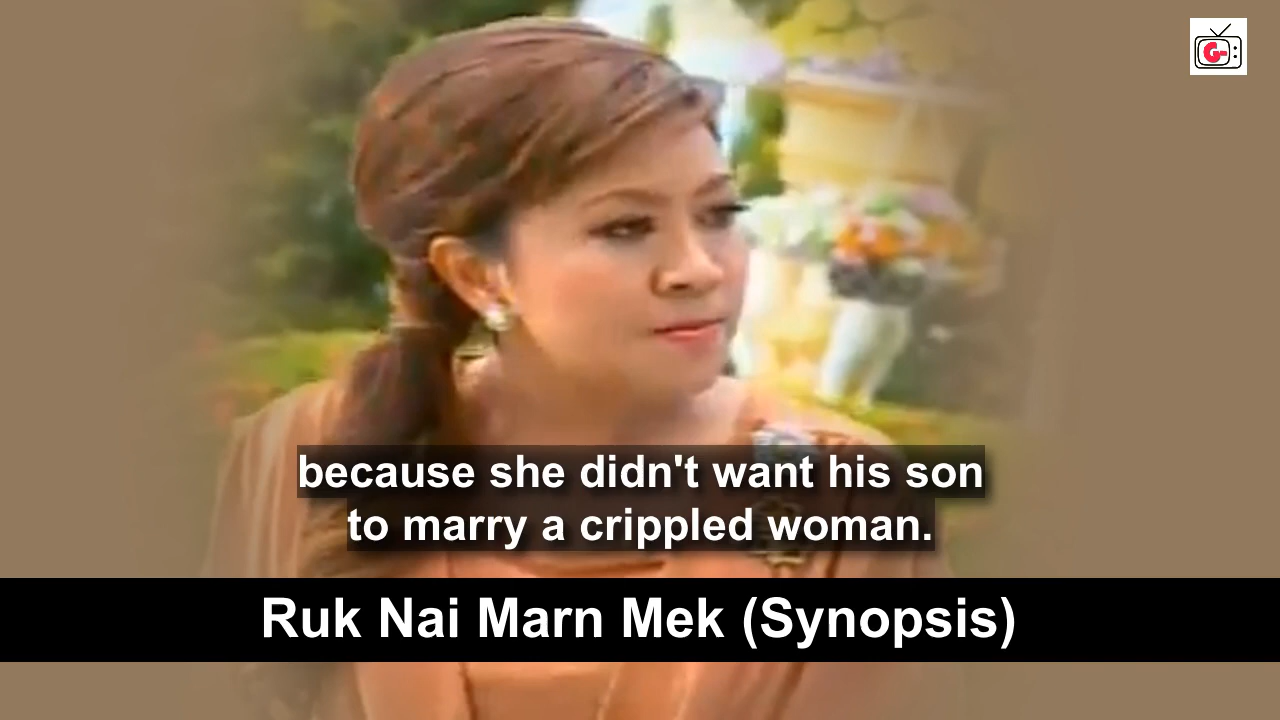 G-
because she didn't want his son
to marry a crippled woman.
Ruk Nai Marn Mek (Synopsis)